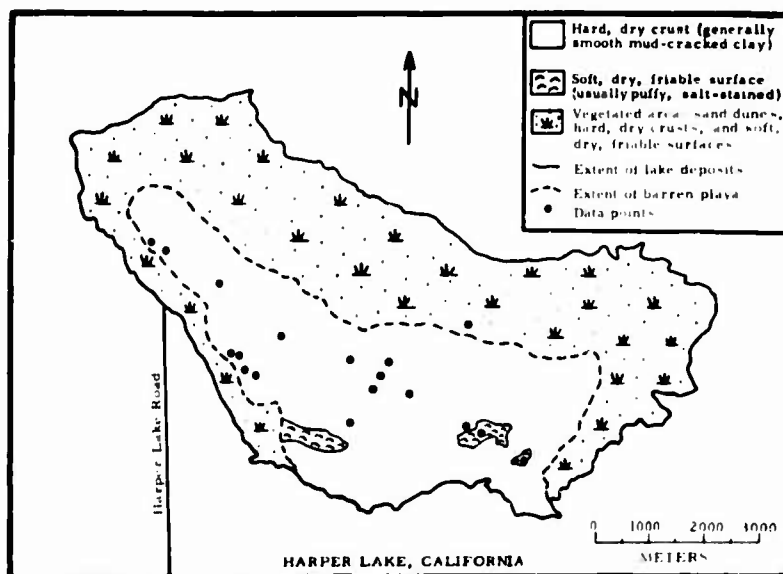 Hard, dry crust (generally
smooth mud-cracked clay)
Soft, dry, friable surface
(usually puffy, salt-stained)
Vegetated area sand dunes,
hard, dry crusts, and soft,
dry, friable surfaces
Extent of lake deposits
Extent of barren playa
Data points
N
Harper Lake Road
0 1000 2000 3000
METERS
HARPER LAKE, CALIFORNIA